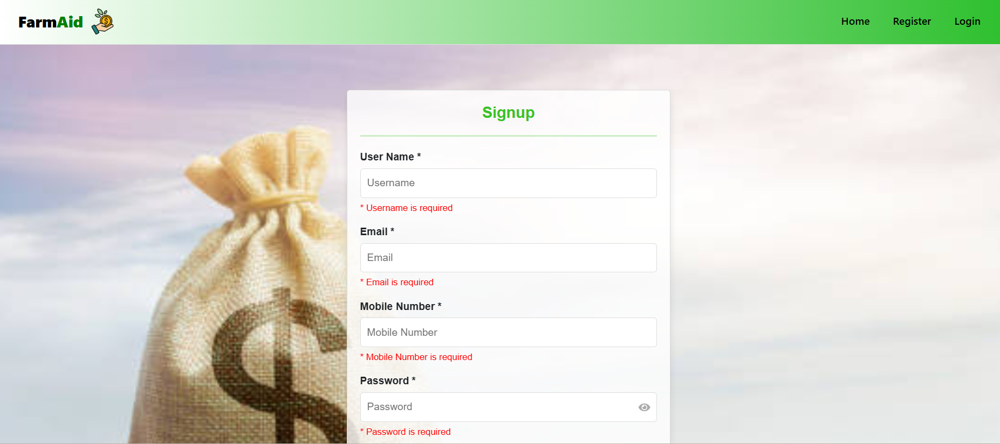 FarmAid
Home Register Login
Signup
User Name *
Username
* Username is required
Email *
Email
* Email is required
Mobile Number *
Mobile Number
* Mobile Number is required
Password *
Password
* Password is required
$